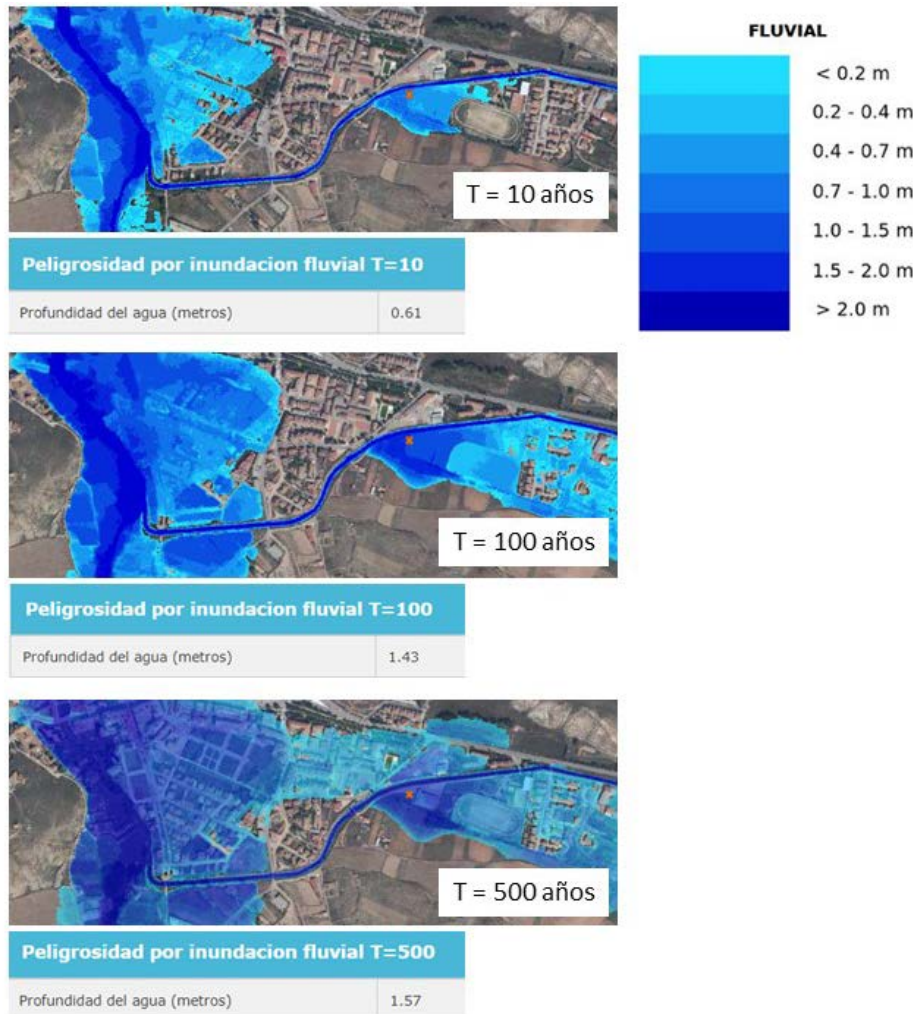 FLUVIAL
< 0.2 m
0.2 - 0.4 m
0.4 - 0.7 m
0.7 - 1.0 m
1.0 - 1.5 m
1.5 - 2.0 m
> 2.0 m
T = 10 años
Peligrosidad por inundacion fluvial T=10
Profundidad del agua (metros) 0.61
T = 100 años
Peligrosidad por inundacion fluvial T=100
Profundidad del agua (metros) 1.43
T = 500 años
Peligrosidad por inundacion fluvial T=500
Profundidad del agua (metros) 1.57